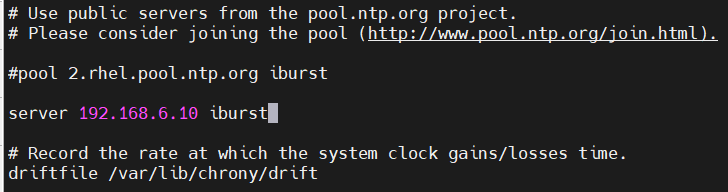 # Use public servers from the pool.ntp.org project.
# Please consider joining the pool (http://www.pool.ntp.org/join.html).
#pool 2.rhel.pool.ntp.org iburst
server 192.168.6.10 iburst
# Record the rate at which the system clock gains/losses time.
driftfile /var/lib/chrony/drift